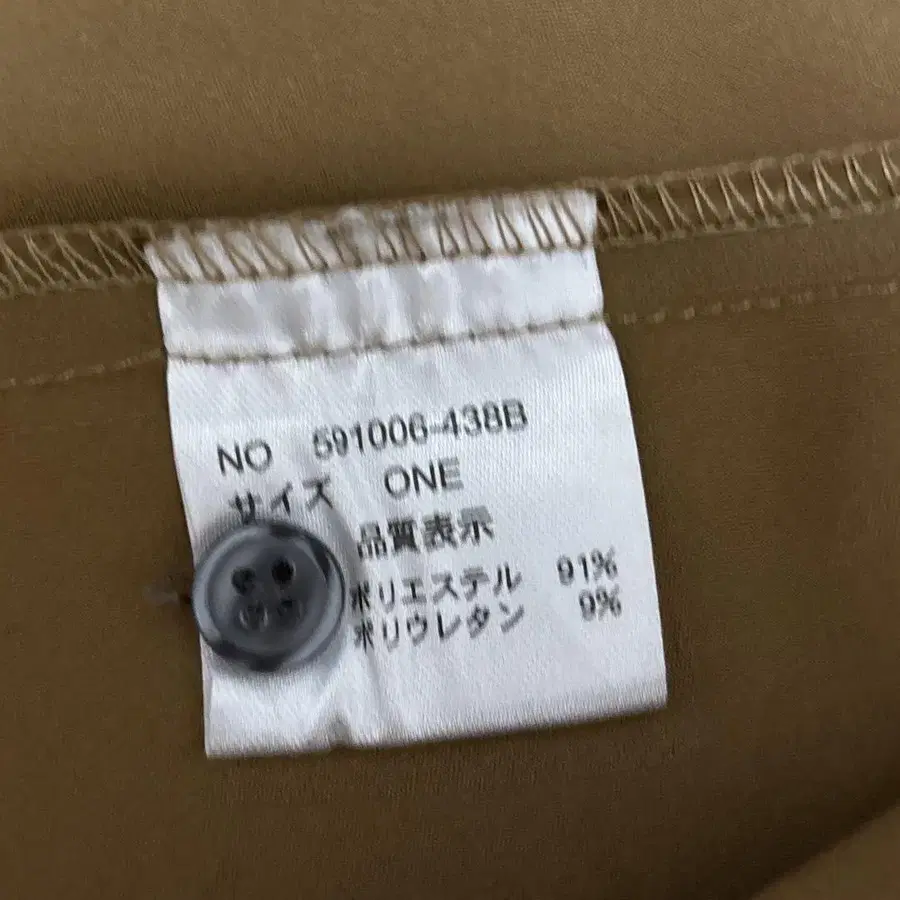 NO 591006-438B
サイズ ONE
品質表示
ポリエステル 91%
ポリウレタン 9%